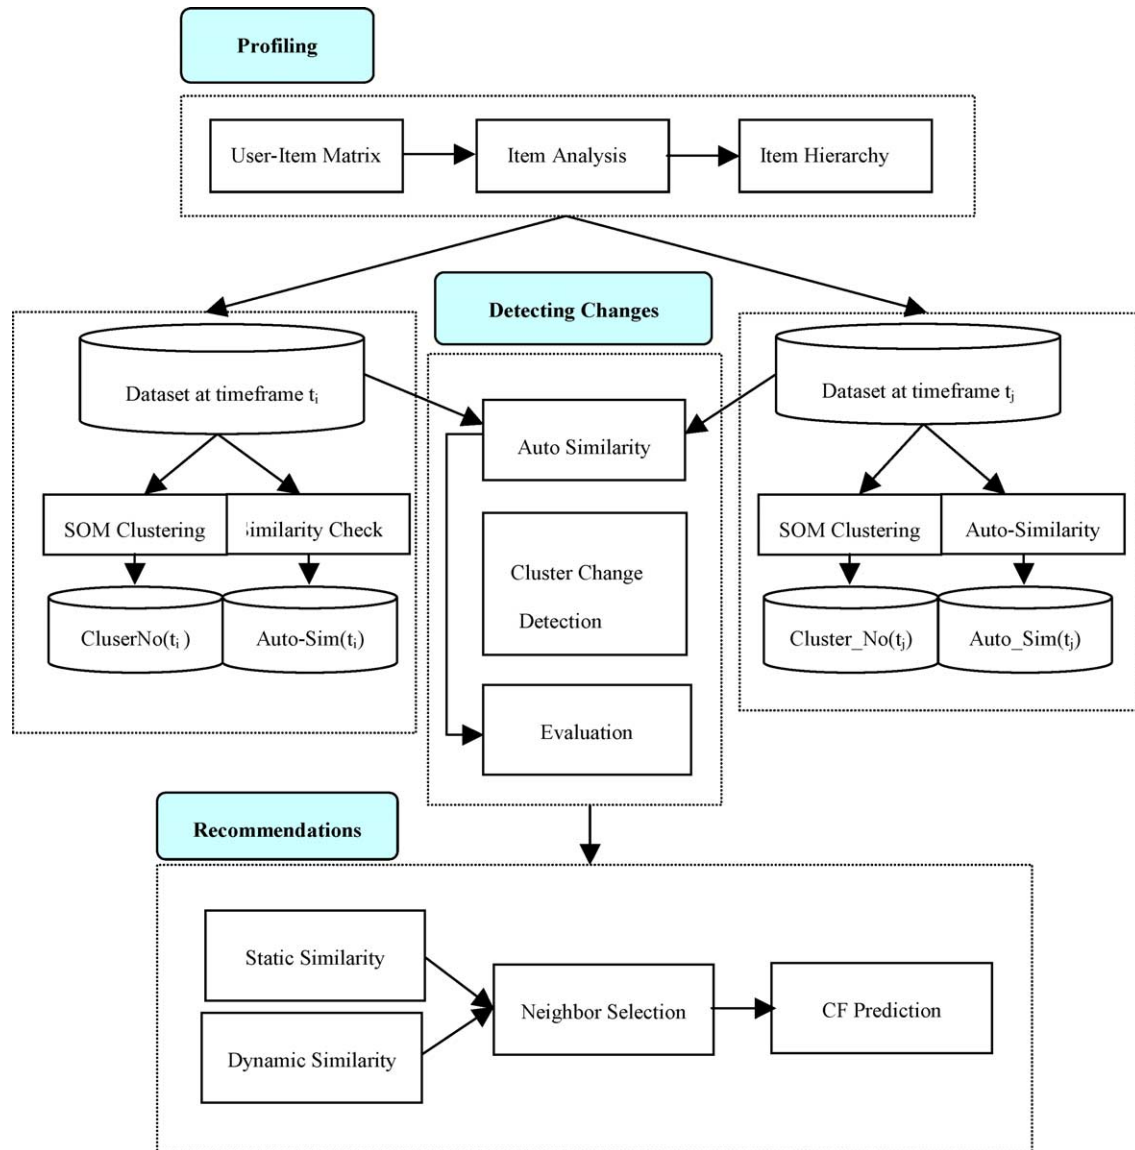 Profiling
User-Item Matrix
Item Analysis
Item Hierarchy
Detecting Changes
Dataset at timeframe tᵢ
Dataset at timeframe tⱼ
Auto Similarity
SOM Clustering
Similarity Check
SOM Clustering
Auto-Similarity
Cluster Change
Detection
CluserNo(tᵢ )
Auto-Sim(tᵢ)
Cluster_No(tⱼ)
Auto_Sim(tⱼ)
Evaluation
Recommendations
Static Similarity
Neighbor Selection
CF Prediction
Dynamic Similarity